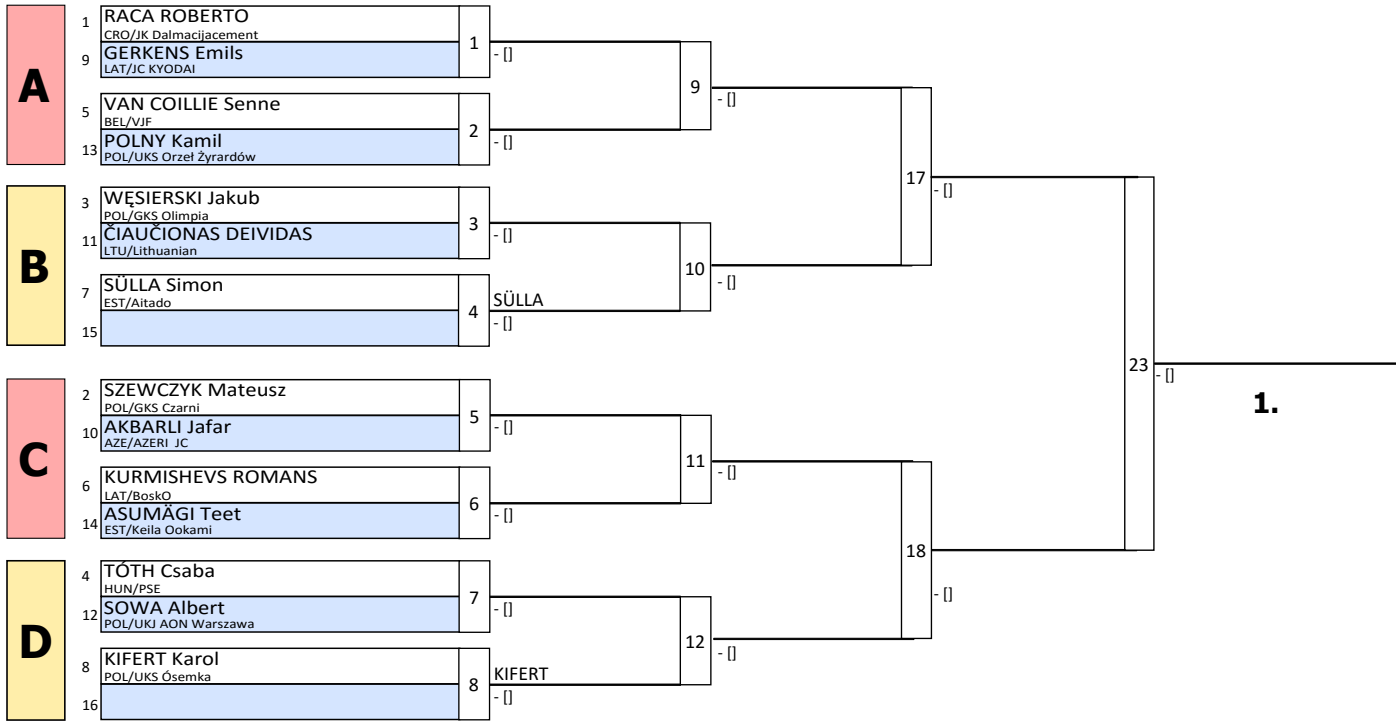 A
1 RACA ROBERTO
CRO/JK Dalmacijacement
9 GERKENS Emils
LAT/JC KYODAI
1
- []
5 VAN COILLIE Senne
BEL/VJF
13 POLNY Kamil
POL/UKS Orzeł Żyrardów
2
- []
9
- []
B
3 WĘSIERSKI Jakub
POL/GKS Olimpia
11 ČIAUČIONAS DEIVIDAS
LTU/Lithuanian
3
- []
7 SÜLLA Simon
EST/Aitado
15
4
SÜLLA
- []
10
- []
17
- []
C
2 SZEWCZYK Mateusz
POL/GKS Czarni
10 AKBARLI Jafar
AZE/AZERI JC
5
- []
6 KURMISHEVS ROMANS
LAT/BoskO
14 ASUMÄGI Teet
EST/Keila Ookami
6
- []
11
- []
D
4 TÓTH Csaba
HUN/PSE
12 SOWA Albert
POL/UKJ AON Warszawa
7
- []
8 KIFERT Karol
POL/UKS Ósemka
16
8
KIFERT
- []
12
- []
18
- []
23
- []
1.